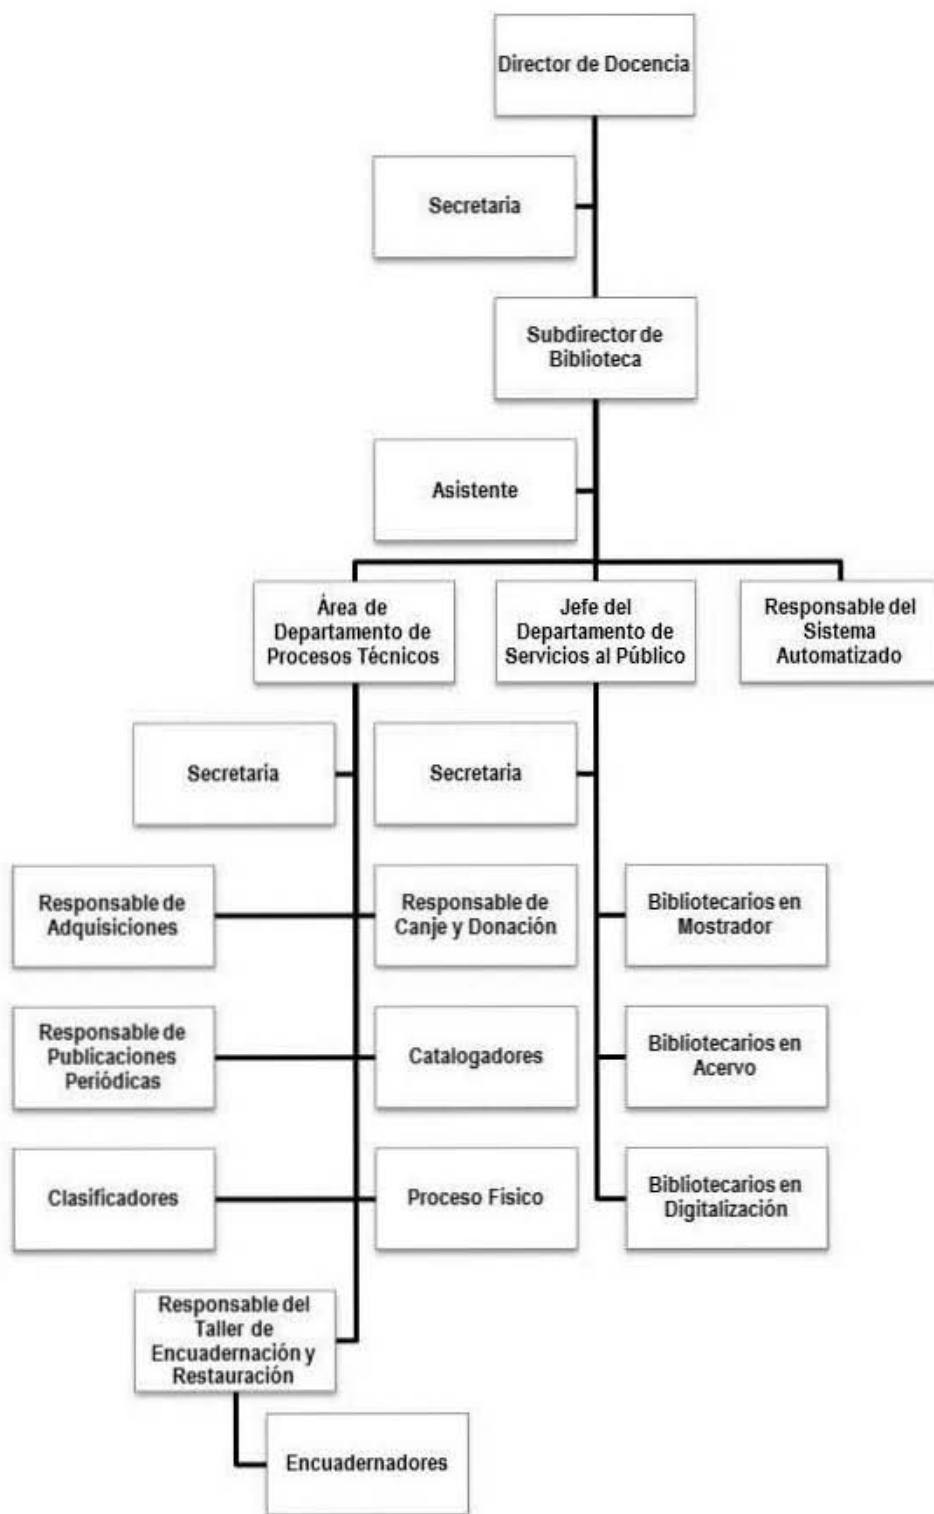 Director de Docencia
Secretaria
Subdirector de
Biblioteca
Asistente
Área de
Departamento de
Procesos Técnicos
Jefe del
Departamento de
Servicios al Público
Responsable del
Sistema
Automatizado
Secretaria
Secretaria
Responsable de
Adquisiciones
Responsable de
Canje y Donación
Bibliotecarios en
Mostrador
Responsable de
Publicaciones
Periódicas
Catalogadores
Bibliotecarios en
Acervo
Clasificadores
Proceso Físico
Bibliotecarios en
Digitalización
Responsable del
Taller de
Encuadernación y
Restauración
Encuadernadores